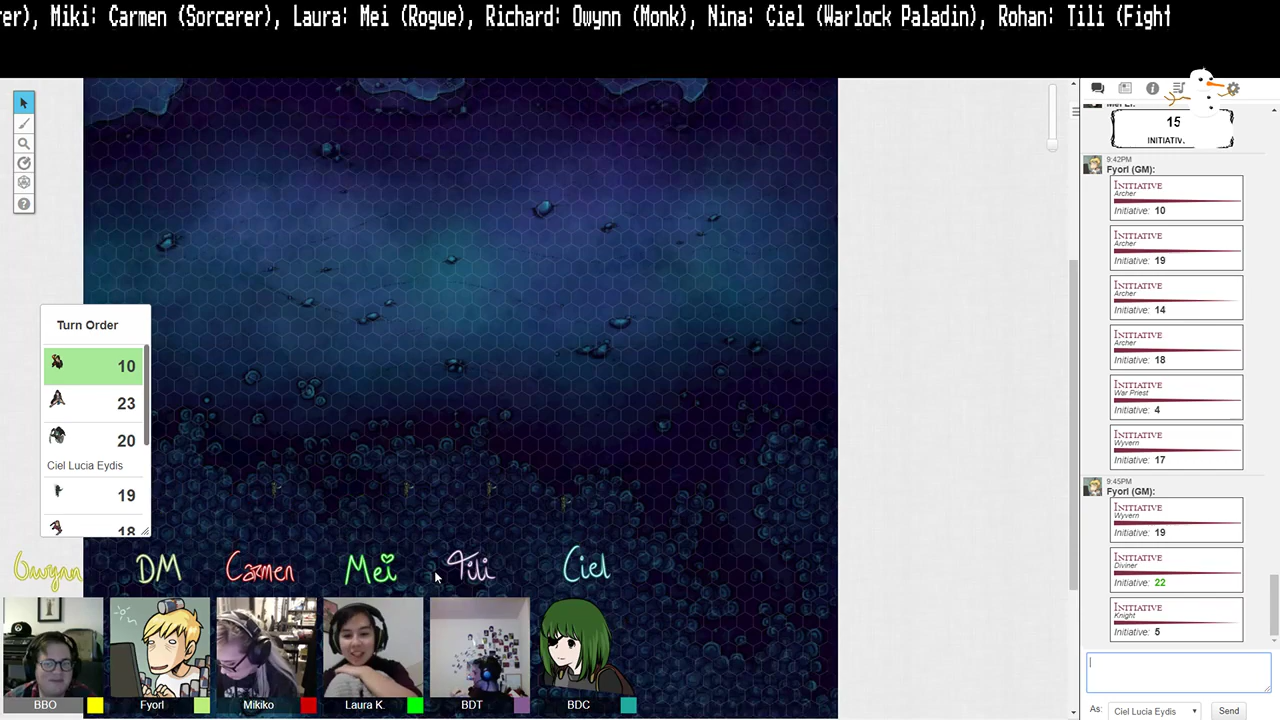 er), Miki: Carmen (Sorcerer), Laura: Mei (Rogue), Richard: Owynn (Monk), Nina: Ciel (Warlock Paladin), Rohan: Tili (Fight
15
INITIATIV.
9:42PM
Fyorl (GM):
INITIATIVE
Archer
Initiative: 10
INITIATIVE
Archer
Initiative: 19
INITIATIVE
Archer
Initiative: 14
INITIATIVE
Archer
Initiative: 18
INITIATIVE
War Priest
Initiative: 4
INITIATIVE
Wyvern
Initiative: 17
9:45PM
Fyorl (GM):
INITIATIVE
Wyvern
Initiative: 19
INITIATIVE
Diviner
Initiative: 22
INITIATIVE
Knight
Initiative: 5
As: Ciel Lucia Eydis
Send
Turn Order
10
23
20
Ciel Lucia Eydis
19
18
Owynn DM Carmen Mei Tili Ciel
BBO Fyorl Mikiko Laura K. BDT BDC